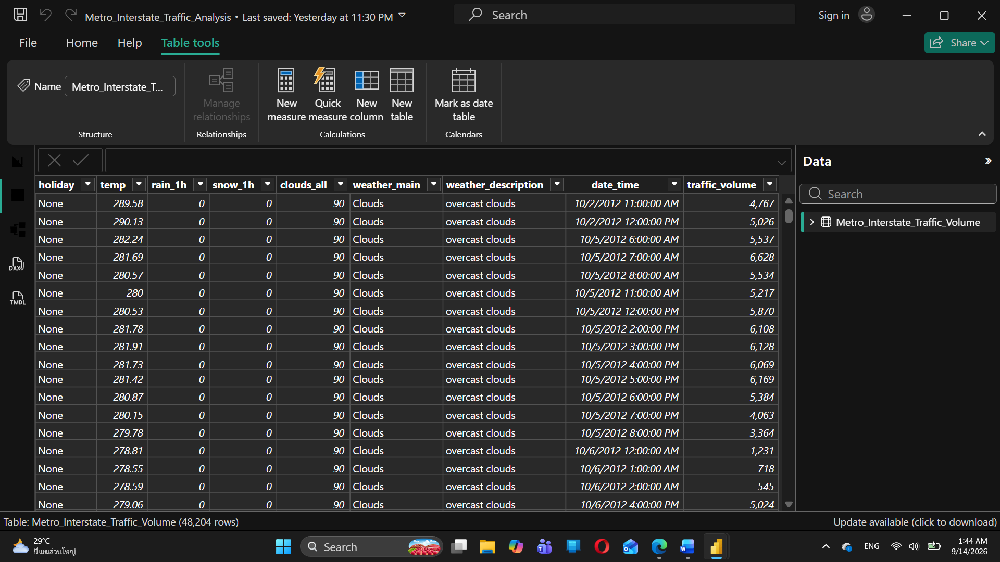 Metro_Interstate_Traffic_Analysis • Last saved: Yesterday at 11:30 PM
Search
Sign in
File Home Help Table tools
Share
Name Metro_Interstate_T...
Manage relationships
New measure
Quick measure
New column
New table
Mark as date table
Structure Relationships Calculations Calendars
DAX
TMDL
Data
Search
Metro_Interstate_Traffic_Volume
holiday temp rain_1h snow_1h clouds_all weather_main weather_description date_time traffic_volume
None 289.58 0 0 90 Clouds overcast clouds 10/2/2012 11:00:00 AM 4,767
None 290.13 0 0 90 Clouds overcast clouds 10/2/2012 12:00:00 PM 5,026
None 282.24 0 0 90 Clouds overcast clouds 10/5/2012 6:00:00 AM 5,537
None 281.69 0 0 90 Clouds overcast clouds 10/5/2012 7:00:00 AM 6,628
None 280.57 0 0 90 Clouds overcast clouds 10/5/2012 8:00:00 AM 5,534
None 280 0 0 90 Clouds overcast clouds 10/5/2012 11:00:00 AM 5,217
None 280.53 0 0 90 Clouds overcast clouds 10/5/2012 12:00:00 PM 5,870
None 281.78 0 0 90 Clouds overcast clouds 10/5/2012 2:00:00 PM 6,108
None 281.91 0 0 90 Clouds overcast clouds 10/5/2012 3:00:00 PM 6,128
None 281.73 0 0 90 Clouds overcast clouds 10/5/2012 4:00:00 PM 6,069
None 281.42 0 0 90 Clouds overcast clouds 10/5/2012 5:00:00 PM 6,169
None 280.87 0 0 90 Clouds overcast clouds 10/5/2012 6:00:00 PM 5,384
None 280.15 0 0 90 Clouds overcast clouds 10/5/2012 7:00:00 PM 4,063
None 279.78 0 0 90 Clouds overcast clouds 10/5/2012 8:00:00 PM 3,364
None 278.81 0 0 90 Clouds overcast clouds 10/6/2012 12:00:00 AM 1,231
None 278.55 0 0 90 Clouds overcast clouds 10/6/2012 1:00:00 AM 718
None 278.59 0 0 90 Clouds overcast clouds 10/6/2012 2:00:00 AM 545
None 279.06 0 0 90 Clouds overcast clouds 10/6/2012 4:00:00 PM 5,024
Table: Metro_Interstate_Traffic_Volume (48,204 rows)
Update available (click to download)
29°C
มีเมฆส่วนใหญ่
Search
ENG
1:44 AM
9/14/2026